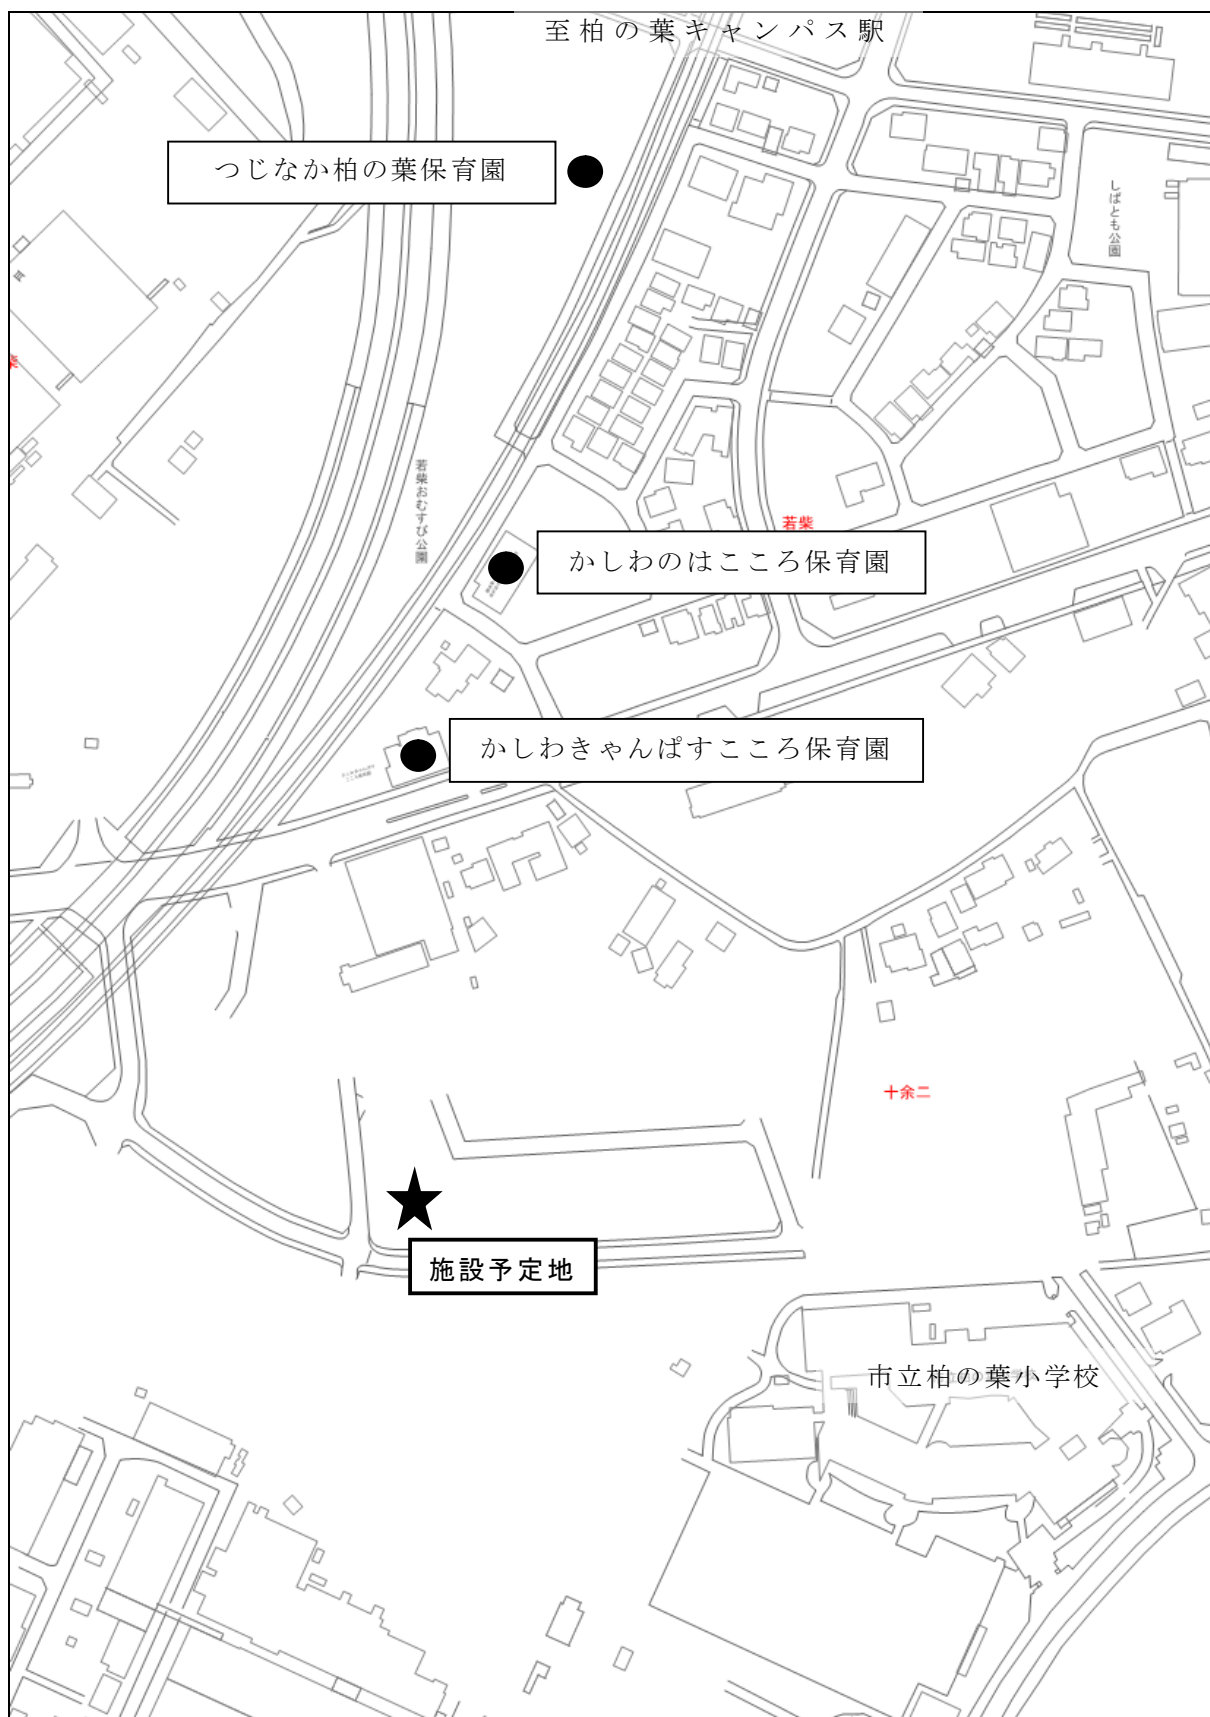 至柏の葉キャンパス駅
つじなか柏の葉保育園
しばとも公園
若柴おむすび公園
若柴
かしわのはこころ保育園
かしわきゃんぱすこころ保育園
十余二
施設予定地
市立柏の葉小学校